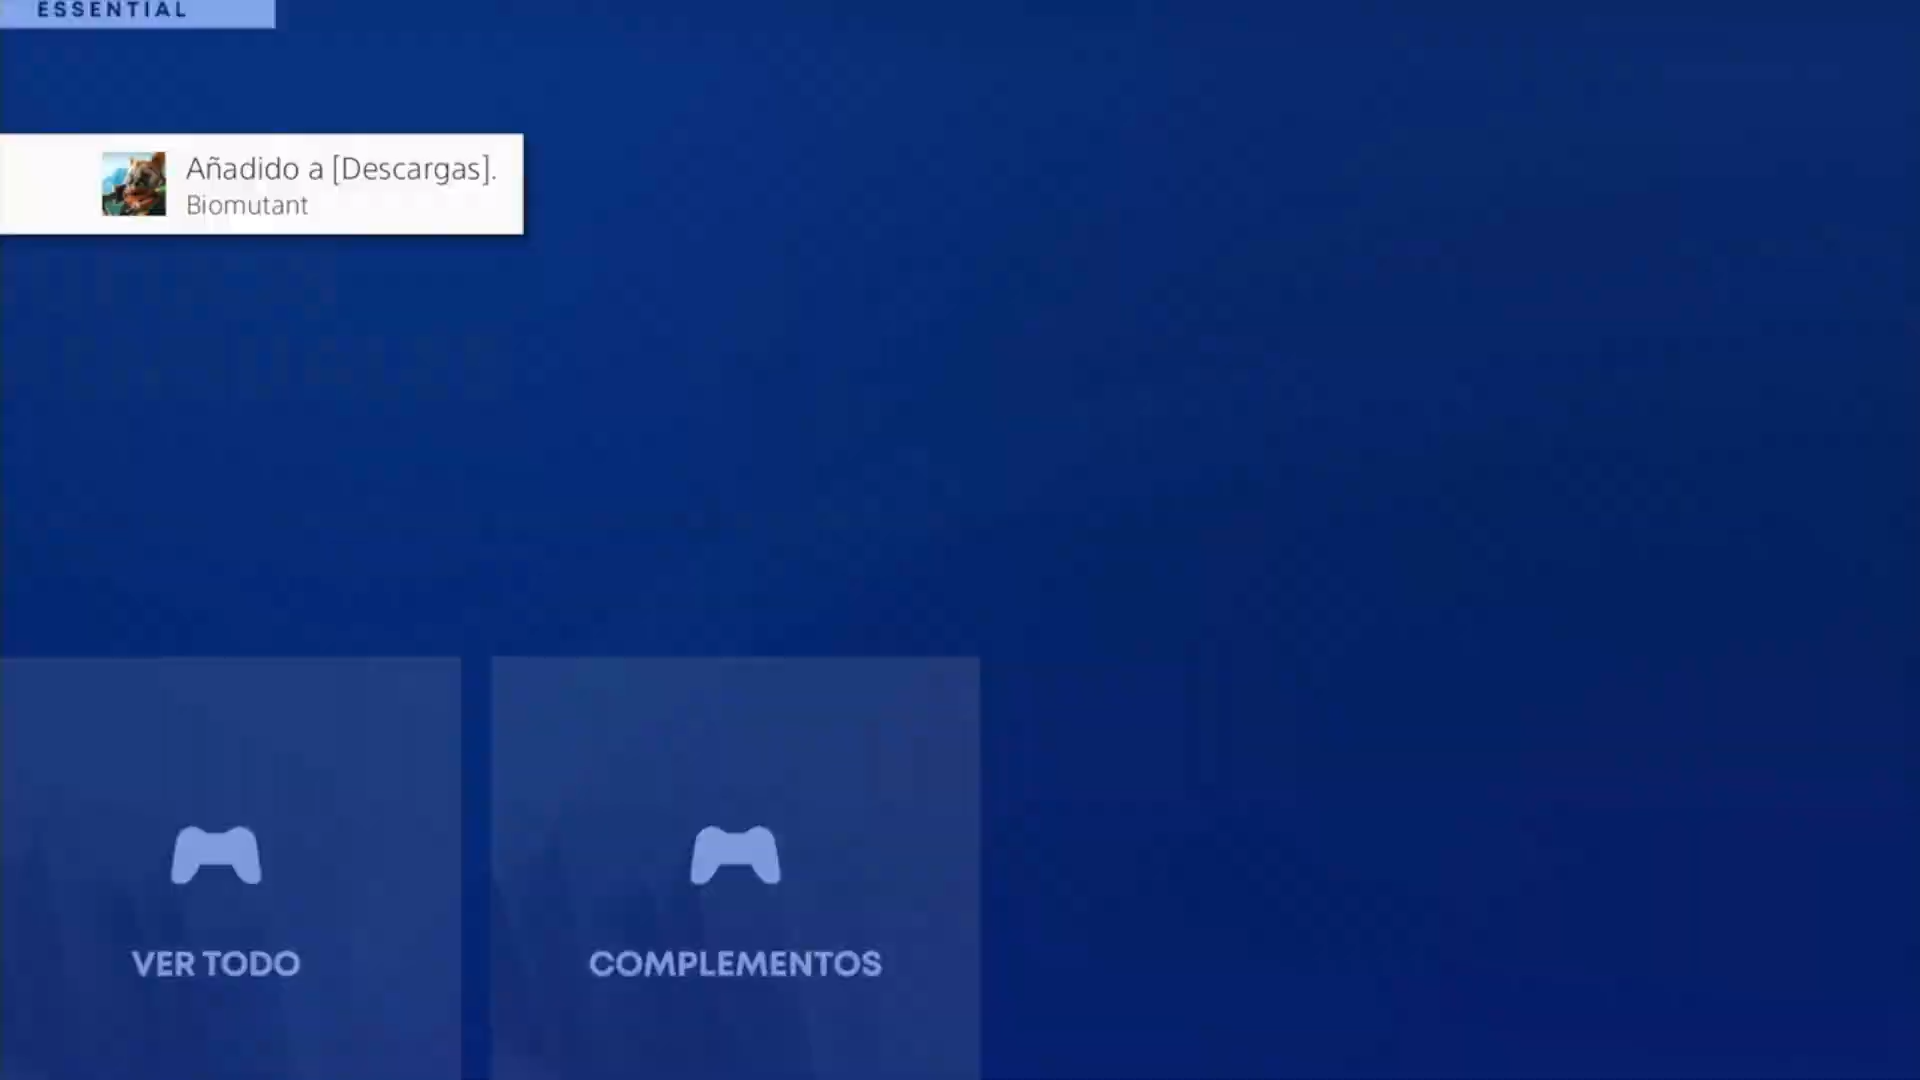 ESSENTIAL
Añadido a [Descargas].
Biomutant
VER TODO
COMPLEMENTOS